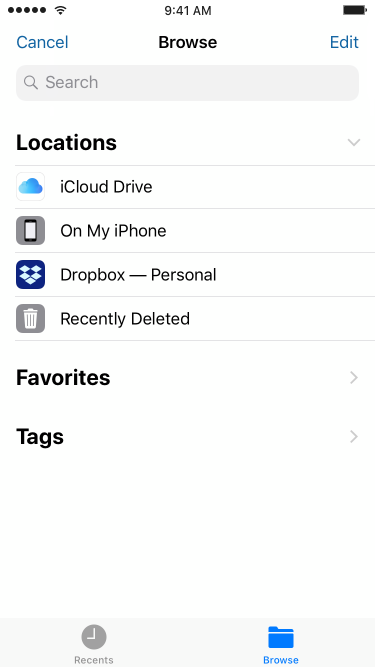 9:41 AM
Cancel Browse Edit
Search
Locations
iCloud Drive
On My iPhone
Dropbox — Personal
Recently Deleted
Favorites
Tags
Recents Browse